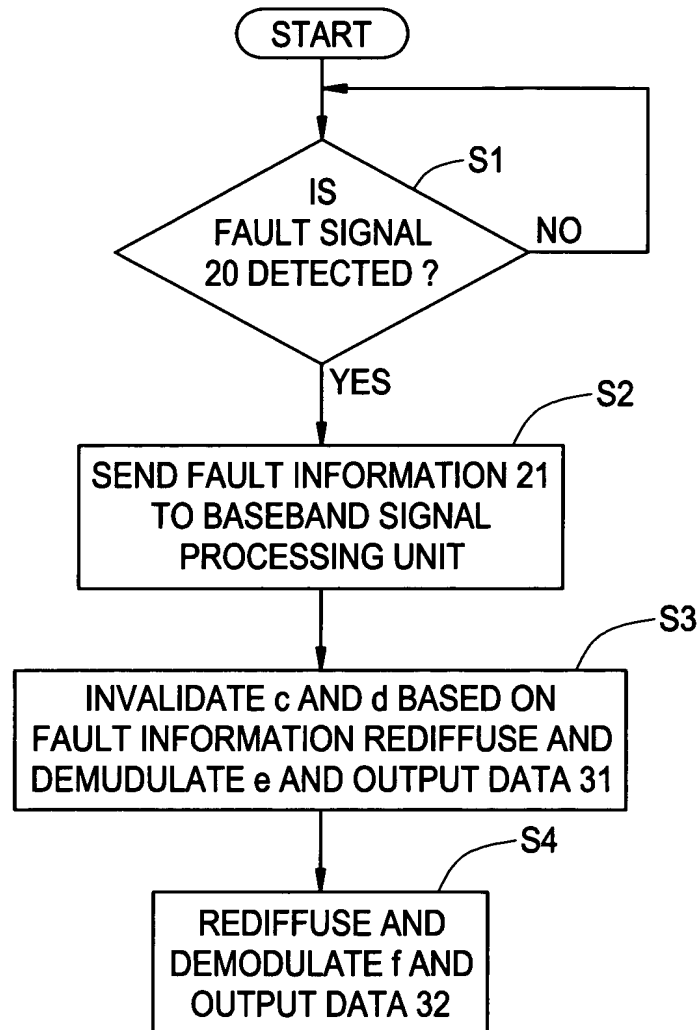 START
S1
IS
FAULT SIGNAL
20 DETECTED ?
NO
YES
S2
SEND FAULT INFORMATION 21
TO BASEBAND SIGNAL
PROCESSING UNIT
S3
INVALIDATE c AND d BASED ON
FAULT INFORMATION REDIFFUSE AND
DEMUDULATE e AND OUTPUT DATA 31
S4
REDIFFUSE AND
DEMODULATE f AND
OUTPUT DATA 32